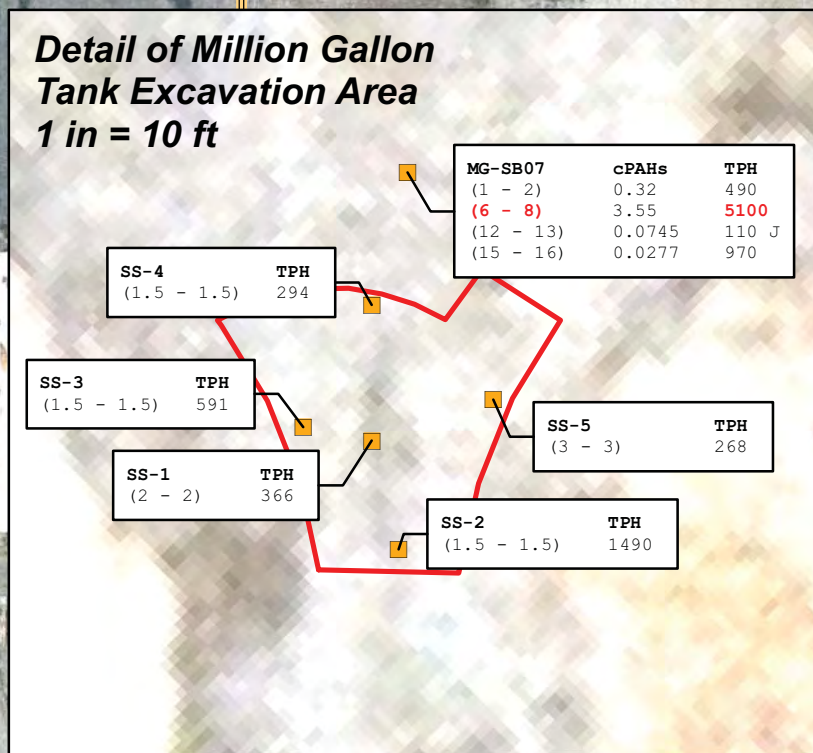 Detail of Million Gallon
Tank Excavation Area
1 in = 10 ft
MG-SB07 cPAHs TPH
(1 - 2) 0.32 490
(6 - 8) 3.55 5100
(12 - 13) 0.0745 110 J
(15 - 16) 0.0277 970
SS-4 TPH
(1.5 - 1.5) 294
SS-3 TPH
(1.5 - 1.5) 591
SS-5 TPH
(3 - 3) 268
SS-1 TPH
(2 - 2) 366
SS-2 TPH
(1.5 - 1.5) 1490